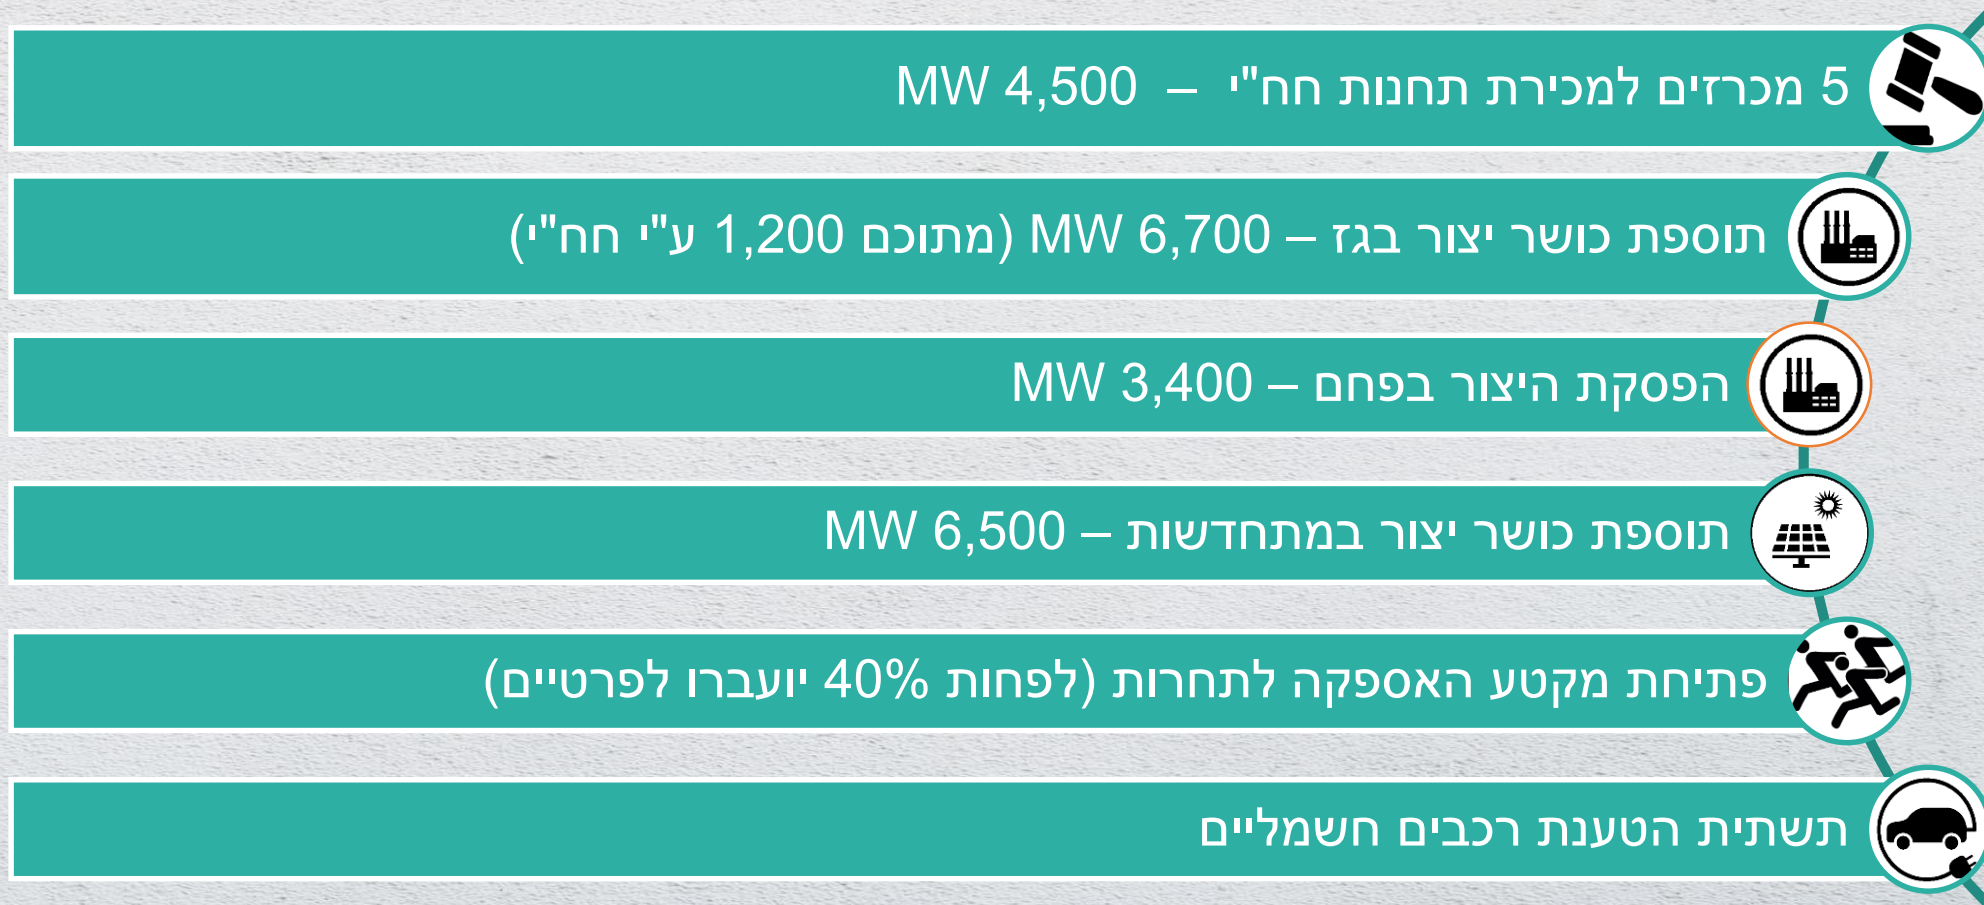 5 מכרזים למכירת תחנות חח"י – 4,500 MW
תוספת כושר יצור בגז – 6,700 MW (מתוכם 1,200 ע"י חח"י)
הפסקת היצור בפחם – 3,400 MW
תוספת כושר יצור במתחדשות – 6,500 MW
פתיחת מקטע האספקה לתחרות (לפחות 40% יועברו לפרטיים)
תשתית הטענת רכבים חשמליים